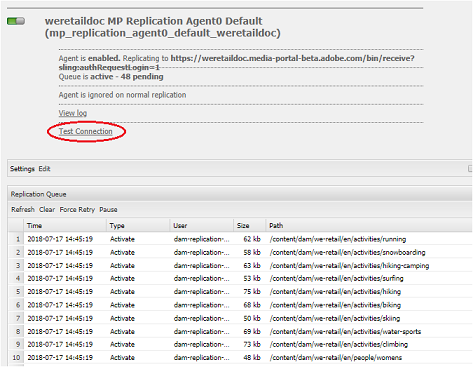 weretaildoc MP Replication Agent0 Default
(mp_replication_agent0_default_weretaildoc)
Agent is enabled. Replicating to https://weretaildoc.media-portal-beta.adobe.com/bin/receive?
sling:authRequestLogin=1
Queue is active - 48 pending
Agent is ignored on normal replication
View log
Test Connection
Settings Edit
Replication Queue
Refresh Clear Force Retry Pause
Time Type User Size Path
1 2018-07-17 14:45:19 Activate dam-replication-... 62 kb /content/dam/we-retail/en/activities/running
2 2018-07-17 14:45:19 Activate dam-replication-... 58 kb /content/dam/we-retail/en/activities/snowboarding
3 2018-07-17 14:45:19 Activate dam-replication-... 63 kb /content/dam/we-retail/en/activities/hiking-camping
4 2018-07-17 14:45:19 Activate dam-replication-... 53 kb /content/dam/we-retail/en/activities/surfing
5 2018-07-17 14:45:19 Activate dam-replication-... 75 kb /content/dam/we-retail/en/activities/hiking
6 2018-07-17 14:45:19 Activate dam-replication-... 68 kb /content/dam/we-retail/en/activities/biking
7 2018-07-17 14:45:19 Activate dam-replication-... 50 kb /content/dam/we-retail/en/activities/skiing
8 2018-07-17 14:45:19 Activate dam-replication-... 69 kb /content/dam/we-retail/en/activities/water-sports
9 2018-07-17 14:45:19 Activate dam-replication-... 73 kb /content/dam/we-retail/en/activities/climbing
10 2018-07-17 14:45:19 Activate dam-replication-... 48 kb /content/dam/we-retail/en/people/womens